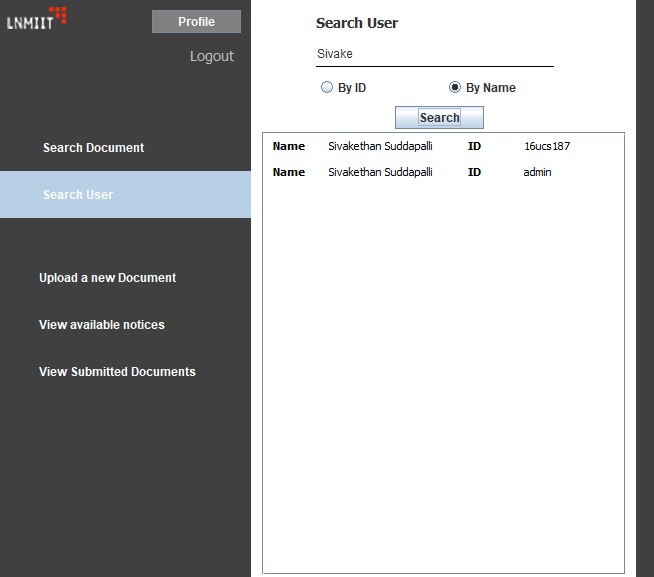 LNMIIT
Profile
Logout
Search Document
Search User
Upload a new Document
View available notices
View Submitted Documents
Search User
Sivake
By ID By Name
Search
Name Sivakethan Suddapalli ID 16ucs187
Name Sivakethan Suddapalli ID admin